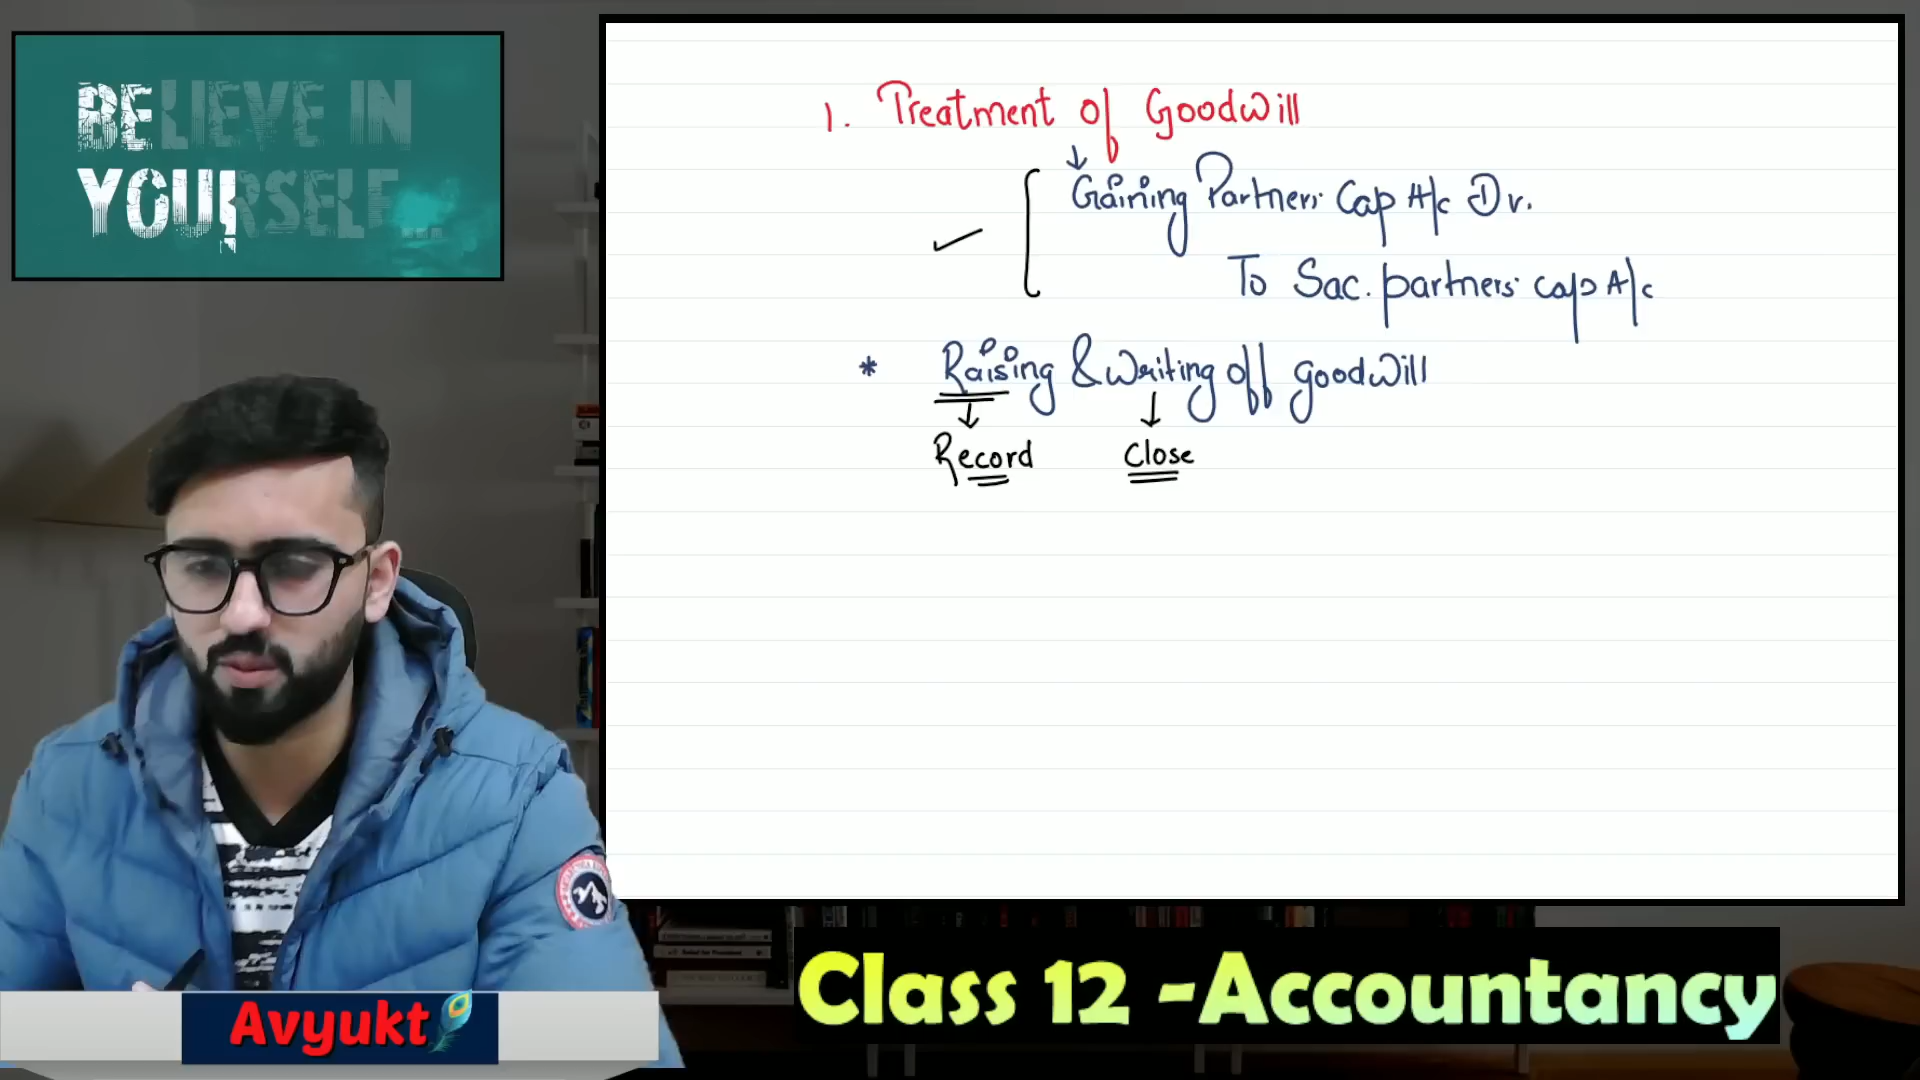 BELIEVE IN
YOURSELF...
1. Treatment of GoodWill
Gaining Partners' Cap A/c Dr.
To Sac. partners' cap A/c
* Raising & Writing off goodwill
Record Close
Avyukt
Class 12 -Accountancy